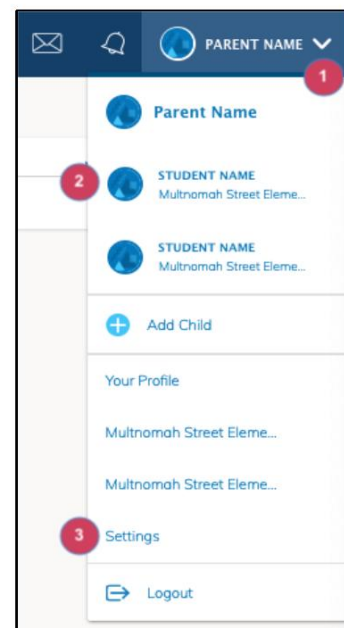 PARENT NAME
1
Parent Name
2
STUDENT NAME
Multnomah Street Eleme...
STUDENT NAME
Multnomah Street Eleme...
Add Child
Your Profile
Multnomah Street Eleme...
Multnomah Street Eleme...
3
Settings
Logout